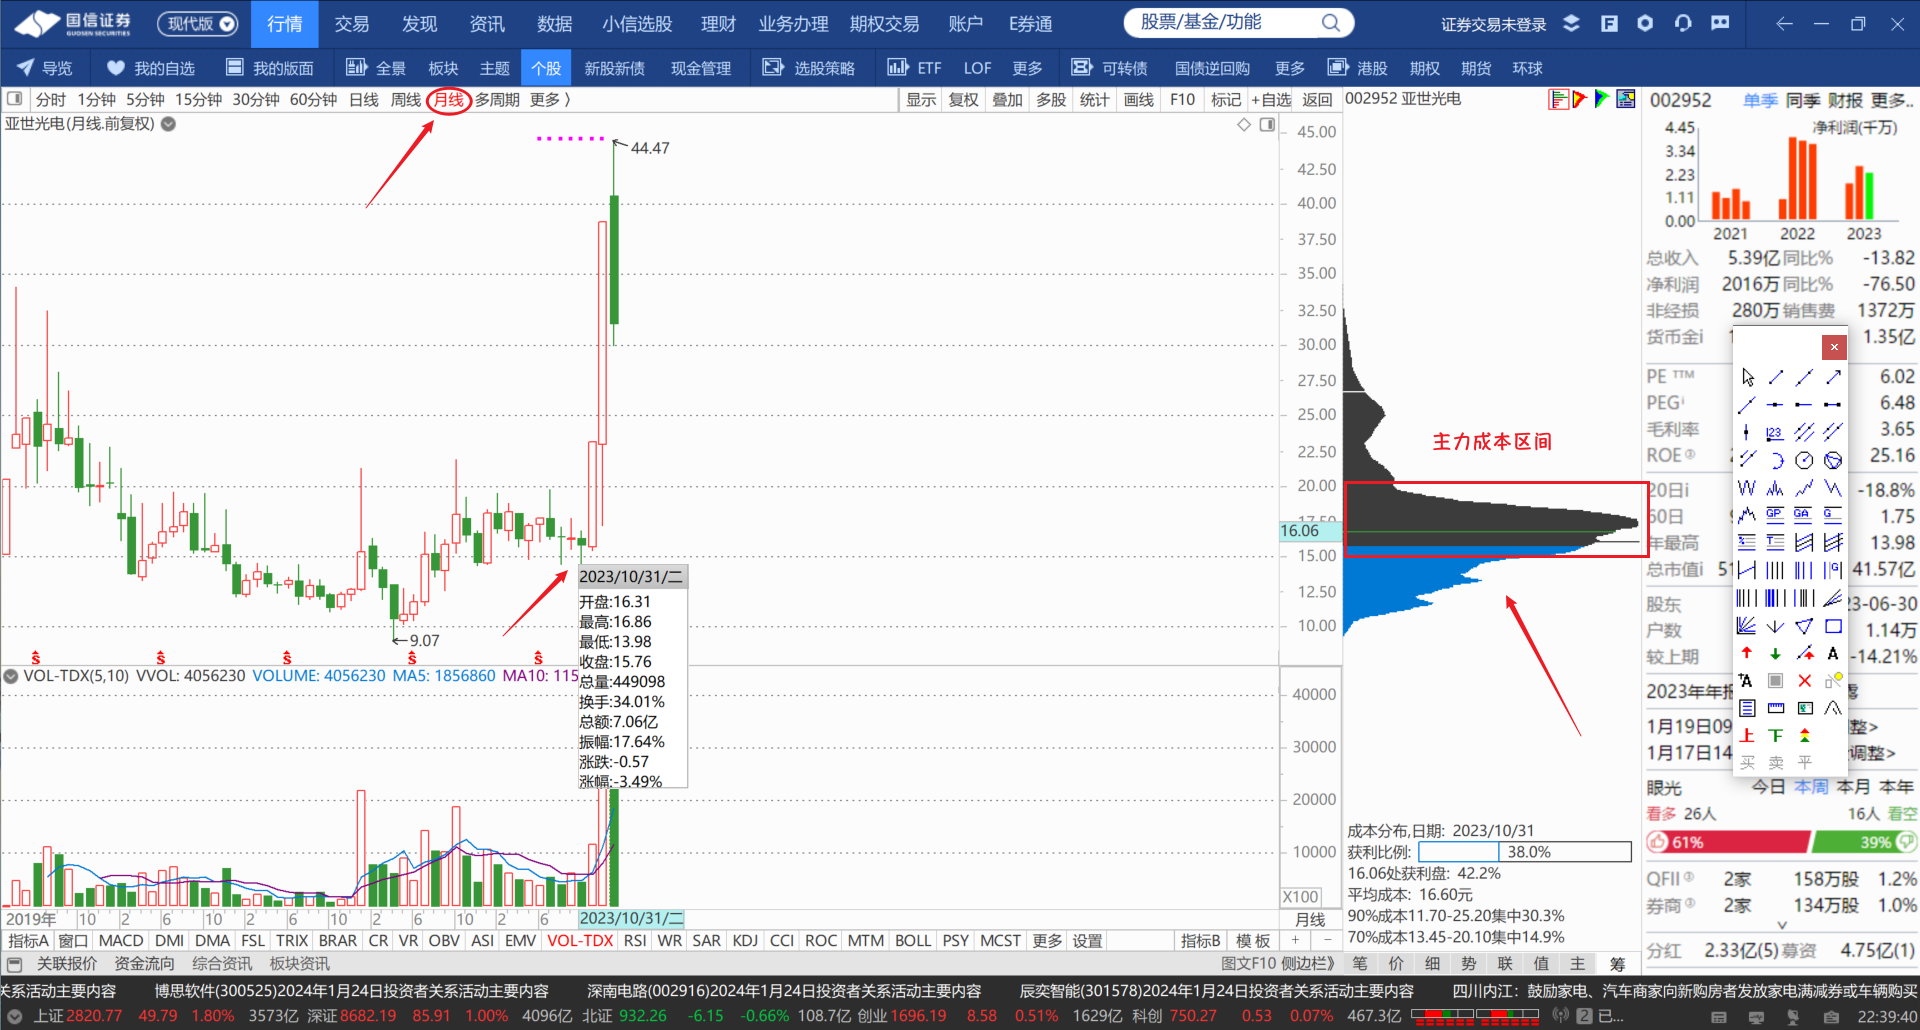 国信证券
GUOSEN SECURITIES
现代版
行情 交易 发现 资讯 数据 小信选股 理财 业务办理 期权交易 账户 E券通
股票/基金/功能
证券交易未登录
导览 我的自选 我的版面 全景 板块 主题 个股 新股新债 现金管理 选股策略 ETF LOF 更多 可转债 国债逆回购 更多 港股 期权 期货 环球
分时 1分钟 5分钟 15分钟 30分钟 60分钟 日线 周线 月线 多周期 更多 〉
显示 复权 叠加 多股 统计 画线 F10 标记 +自选 返回
002952 亚世光电
亚世光电(月线.前复权)
44.47
9.07
45.00
42.50
40.00
37.50
35.00
32.50
30.00
27.50
25.00
22.50
20.00
17.50
16.06
15.00
12.50
10.00
主力成本区间
2023/10/31/二
开盘:16.31
最高:16.86
最低:13.98
收盘:15.76
总量:449098
换手:34.01%
总额:7.06亿
振幅:17.64%
涨跌:-0.57
涨幅:-3.49%
VOL-TDX(5,10) VVOL: 4056230 VOLUME: 4056230 MA5: 1856860 MA10: 115
40000
30000
20000
10000
X100
2019年 10 2 6 10 2 6 10 2 6 10 2 6 2023/10/31/二 月线
成本分布,日期: 2023/10/31
获利比例: 38.0%
16.06处获利盘: 42.2%
平均成本: 16.60元
90%成本11.70-25.20集中30.3%
70%成本13.45-20.10集中14.9%
指标A 窗口 MACD DMI DMA FSL TRIX BRAR CR VR OBV ASI EMV VOL-TDX RSI WR SAR KDJ CCI ROC MTM BOLL PSY MCST 更多 设置 指标B 模板 + −
关联报价 资金流向 综合资讯 板块资讯
图文F10 侧边栏》 笔 价 细 势 联 值 主 筹
002952 单季 同季 财报 更多..
净利润(千万)
4.45
3.34
2.23
1.11
0.00
2021 2022 2023
总收入 5.39亿 同比% -13.82
净利润 2016万 同比% -76.50
非经损 280万 销售费 1372万
货币金i 1.35亿
PE TTM 6.02
PEG 6.48
毛利率 3.65
ROE 25.16
20日i -18.8%
60日 1.75
年最高 13.98
总市值i 51 41.57亿
股东 3-06-30
户数 1.14万
较上期 -14.21%
2023年年报 露
1月19日09 整>
1月17日14 调整>
123
GP GA G
A
上 下
买 卖 平
眼光 今日 本周 本月 本年
看多 26人 16人 看空
61% 39%
QFII 2家 158万股 1.2%
券商 2家 134万股 1.0%
分红 2.33亿(5) 募资 4.75亿(1)
关系活动主要内容 博思软件(300525)2024年1月24日投资者关系活动主要内容 深南电路(002916)2024年1月24日投资者关系活动主要内容 辰奕智能(301578)2024年1月24日投资者关系活动主要内容 四川内江：鼓励家电、汽车商家向新购房者发放家电满减券或车辆购买
上证 2820.77 49.79 1.80% 3573亿 深证 8682.19 85.91 1.00% 4096亿 北证 932.26 -6.15 -0.66% 108.7亿 创业 1696.19 8.58 0.51% 1629亿 科创 750.27 0.53 0.07% 467.3亿 2 已... 22:39:40